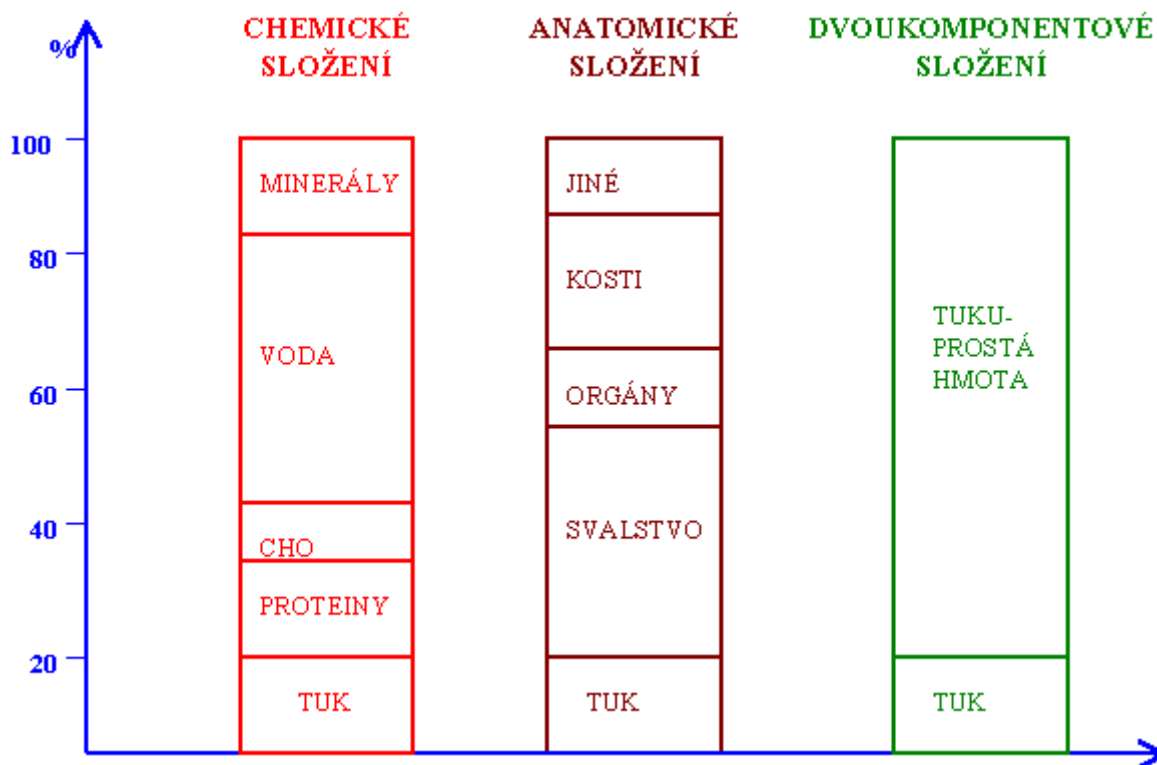 %
CHEMICKÉ
SLOŽENÍ
ANATOMICKÉ
SLOŽENÍ
DVOUKOMPONENTOVÉ
SLOŽENÍ
100
80
60
40
20
MINERÁLY
VODA
CHO
PROTEINY
TUK
JINÉ
KOSTI
ORGÁNY
SVALSTVO
TUK
TUKU-
PROSTÁ
HMOTA
TUK